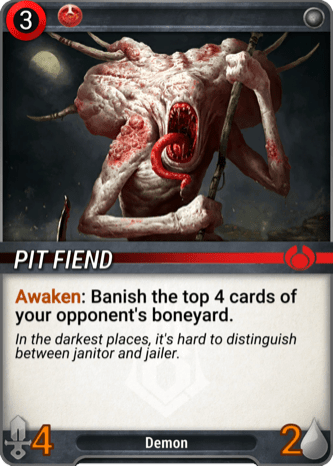 3
PIT FIEND
Awaken: Banish the top 4 cards of
your opponent's boneyard.
In the darkest places, it's hard to distinguish
between janitor and jailer.
4
Demon
2